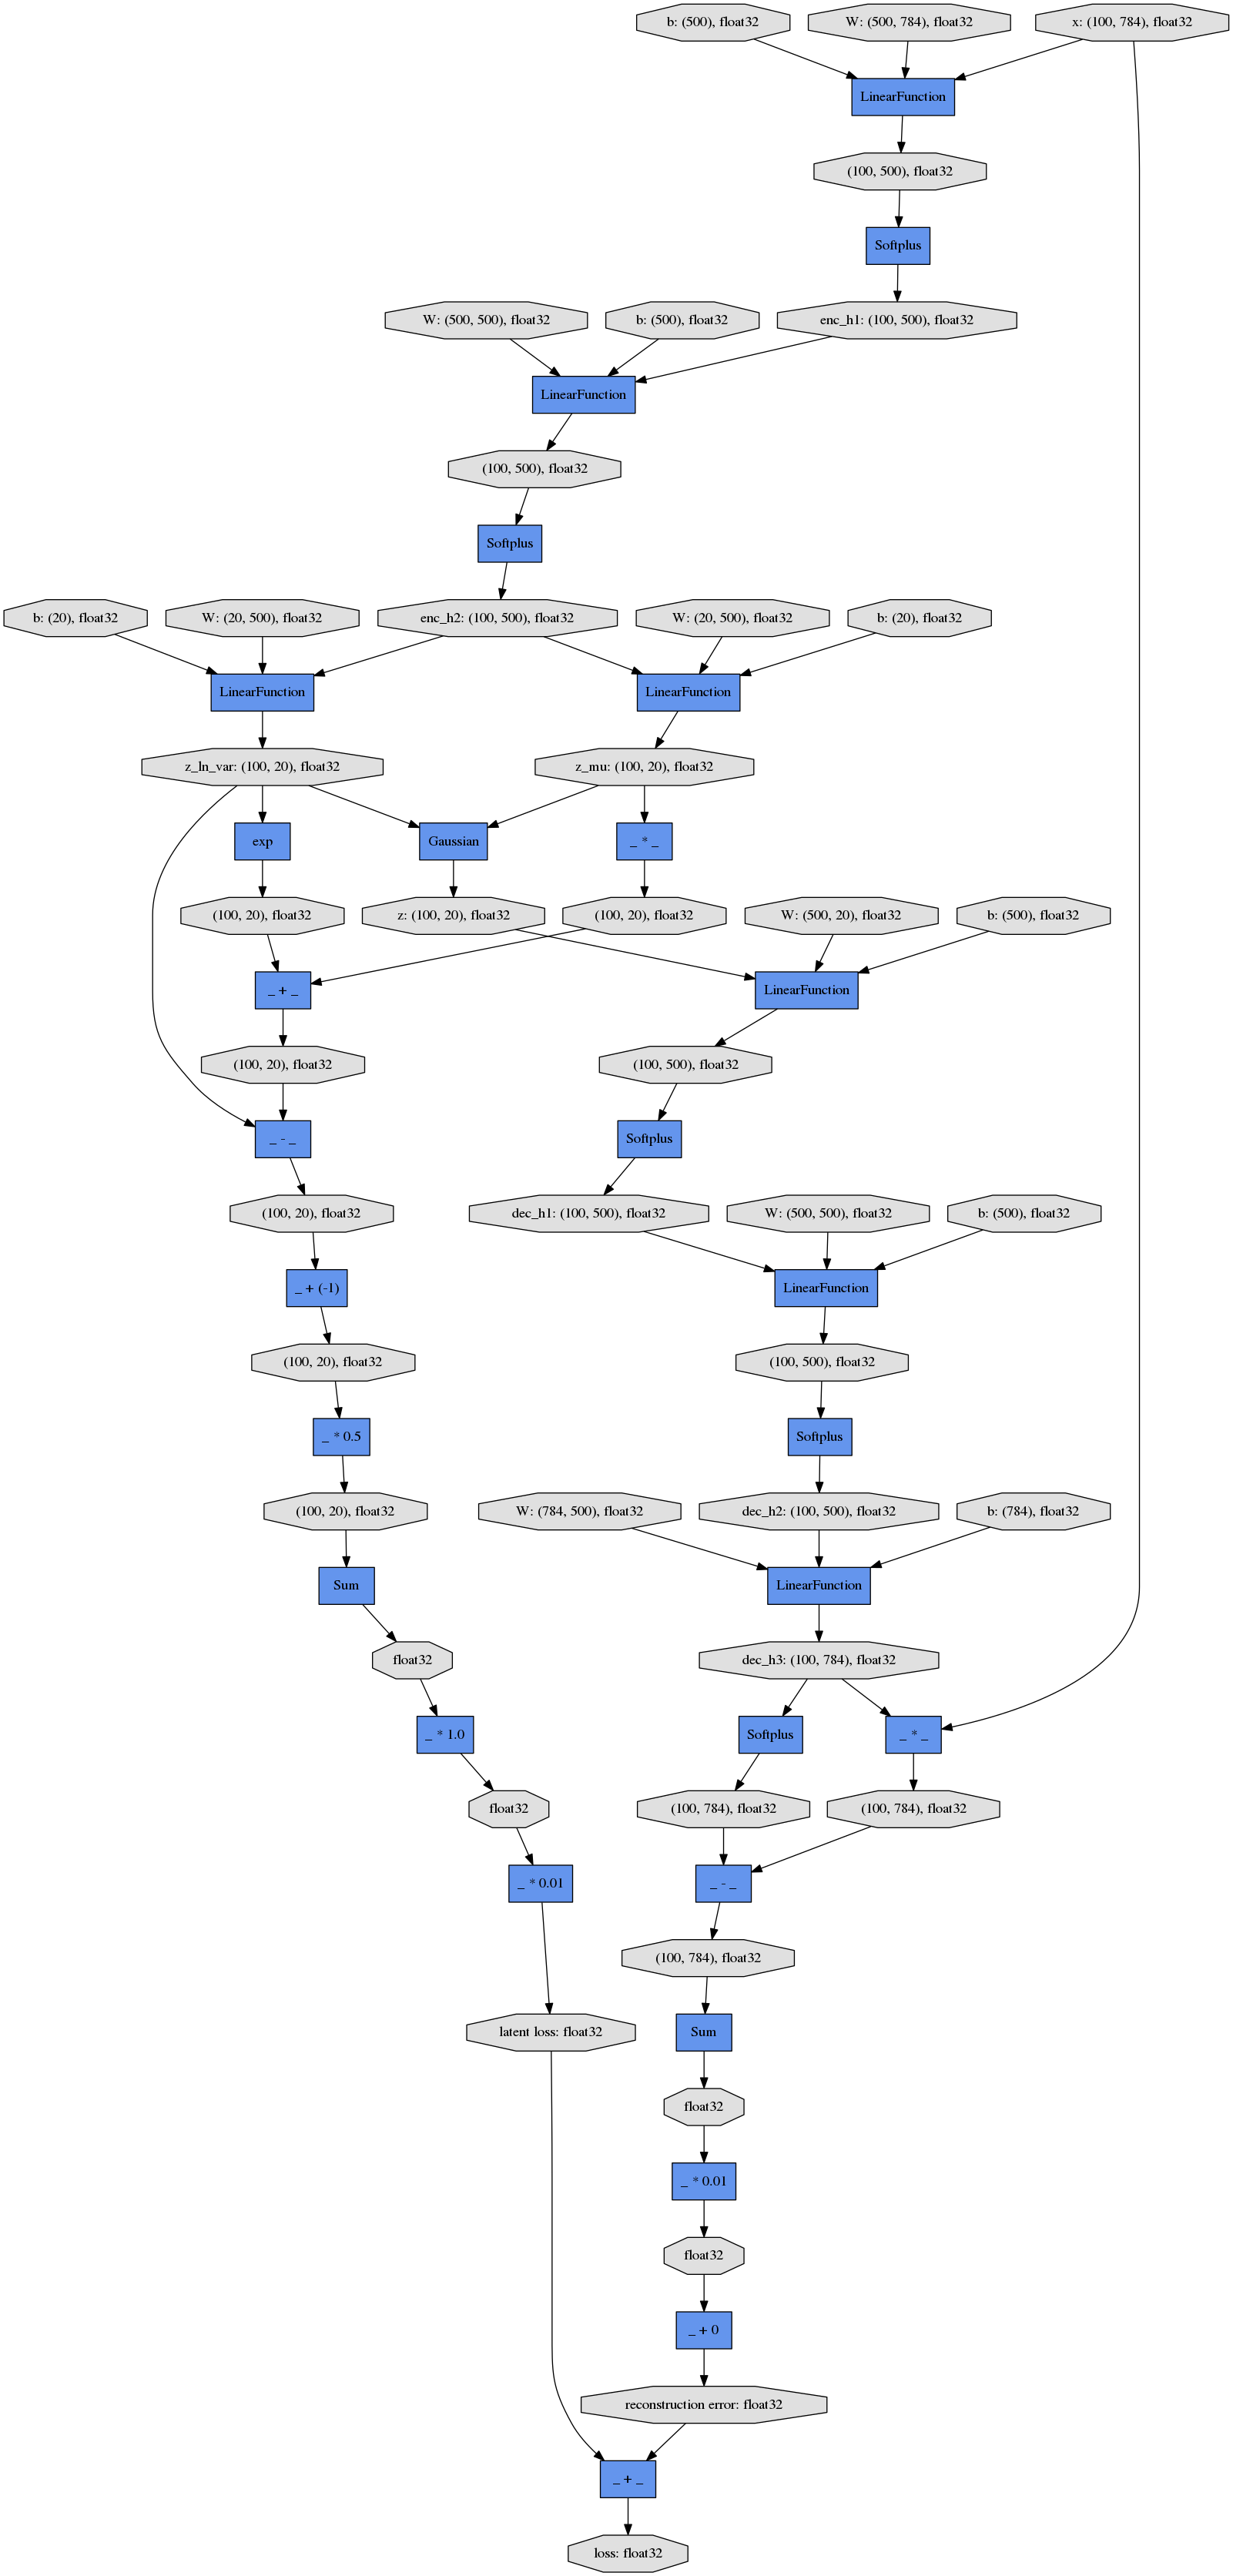 b: (500), float32
W: (500, 784), float32
x: (100, 784), float32
LinearFunction
(100, 500), float32
Softplus
W: (500, 500), float32
b: (500), float32
enc_h1: (100, 500), float32
LinearFunction
(100, 500), float32
Softplus
b: (20), float32
W: (20, 500), float32
enc_h2: (100, 500), float32
W: (20, 500), float32
b: (20), float32
LinearFunction
LinearFunction
z_ln_var: (100, 20), float32
z_mu: (100, 20), float32
exp
Gaussian
_ * _
(100, 20), float32
z: (100, 20), float32
(100, 20), float32
W: (500, 20), float32
b: (500), float32
_ + _
LinearFunction
(100, 20), float32
(100, 500), float32
_ - _
Softplus
(100, 20), float32
dec_h1: (100, 500), float32
W: (500, 500), float32
b: (500), float32
_ + (-1)
LinearFunction
(100, 20), float32
(100, 500), float32
_ * 0.5
Softplus
(100, 20), float32
W: (784, 500), float32
dec_h2: (100, 500), float32
b: (784), float32
Sum
LinearFunction
float32
dec_h3: (100, 784), float32
_ * 1.0
Softplus
_ * _
float32
(100, 784), float32
(100, 784), float32
_ * 0.01
_ - _
(100, 784), float32
latent loss: float32
Sum
float32
_ * 0.01
float32
_ + 0
reconstruction error: float32
_ + _
loss: float32